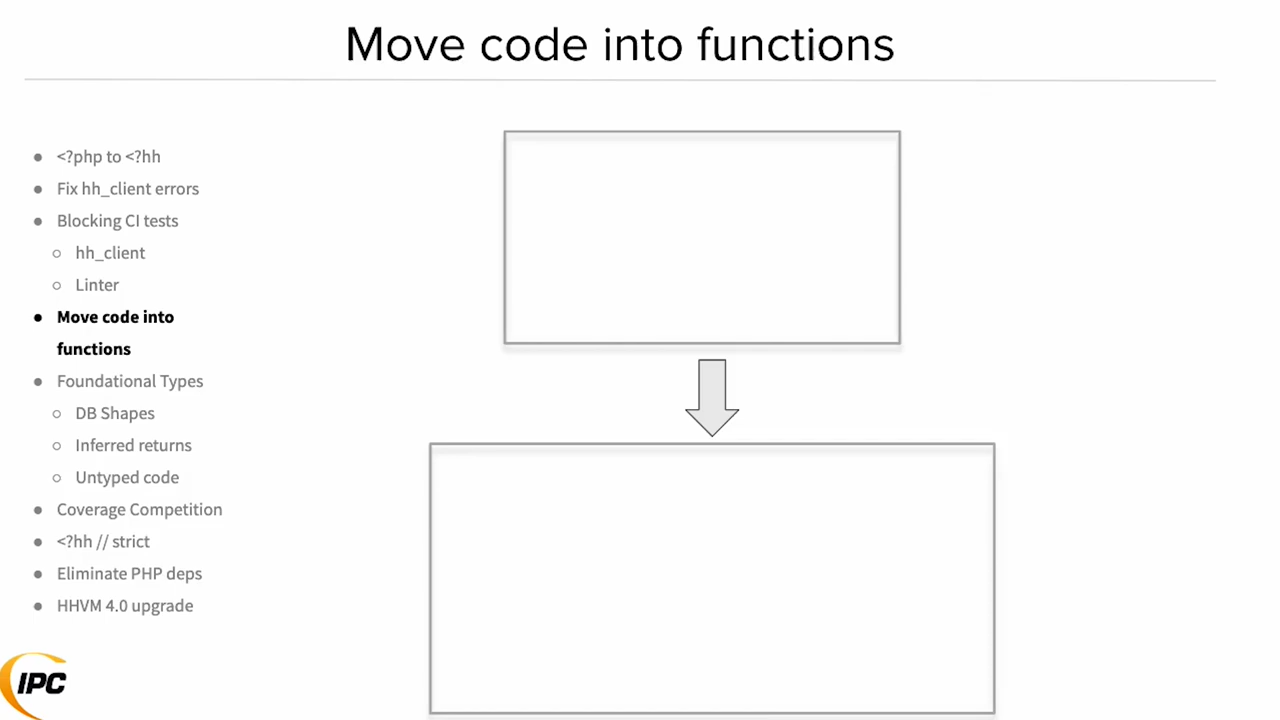 Move code into functions
● <?php to <?hh
● Fix hh_client errors
● Blocking CI tests
○ hh_client
○ Linter
● Move code into
functions
● Foundational Types
○ DB Shapes
○ Inferred returns
○ Untyped code
● Coverage Competition
● <?hh // strict
● Eliminate PHP deps
● HHVM 4.0 upgrade
IPC